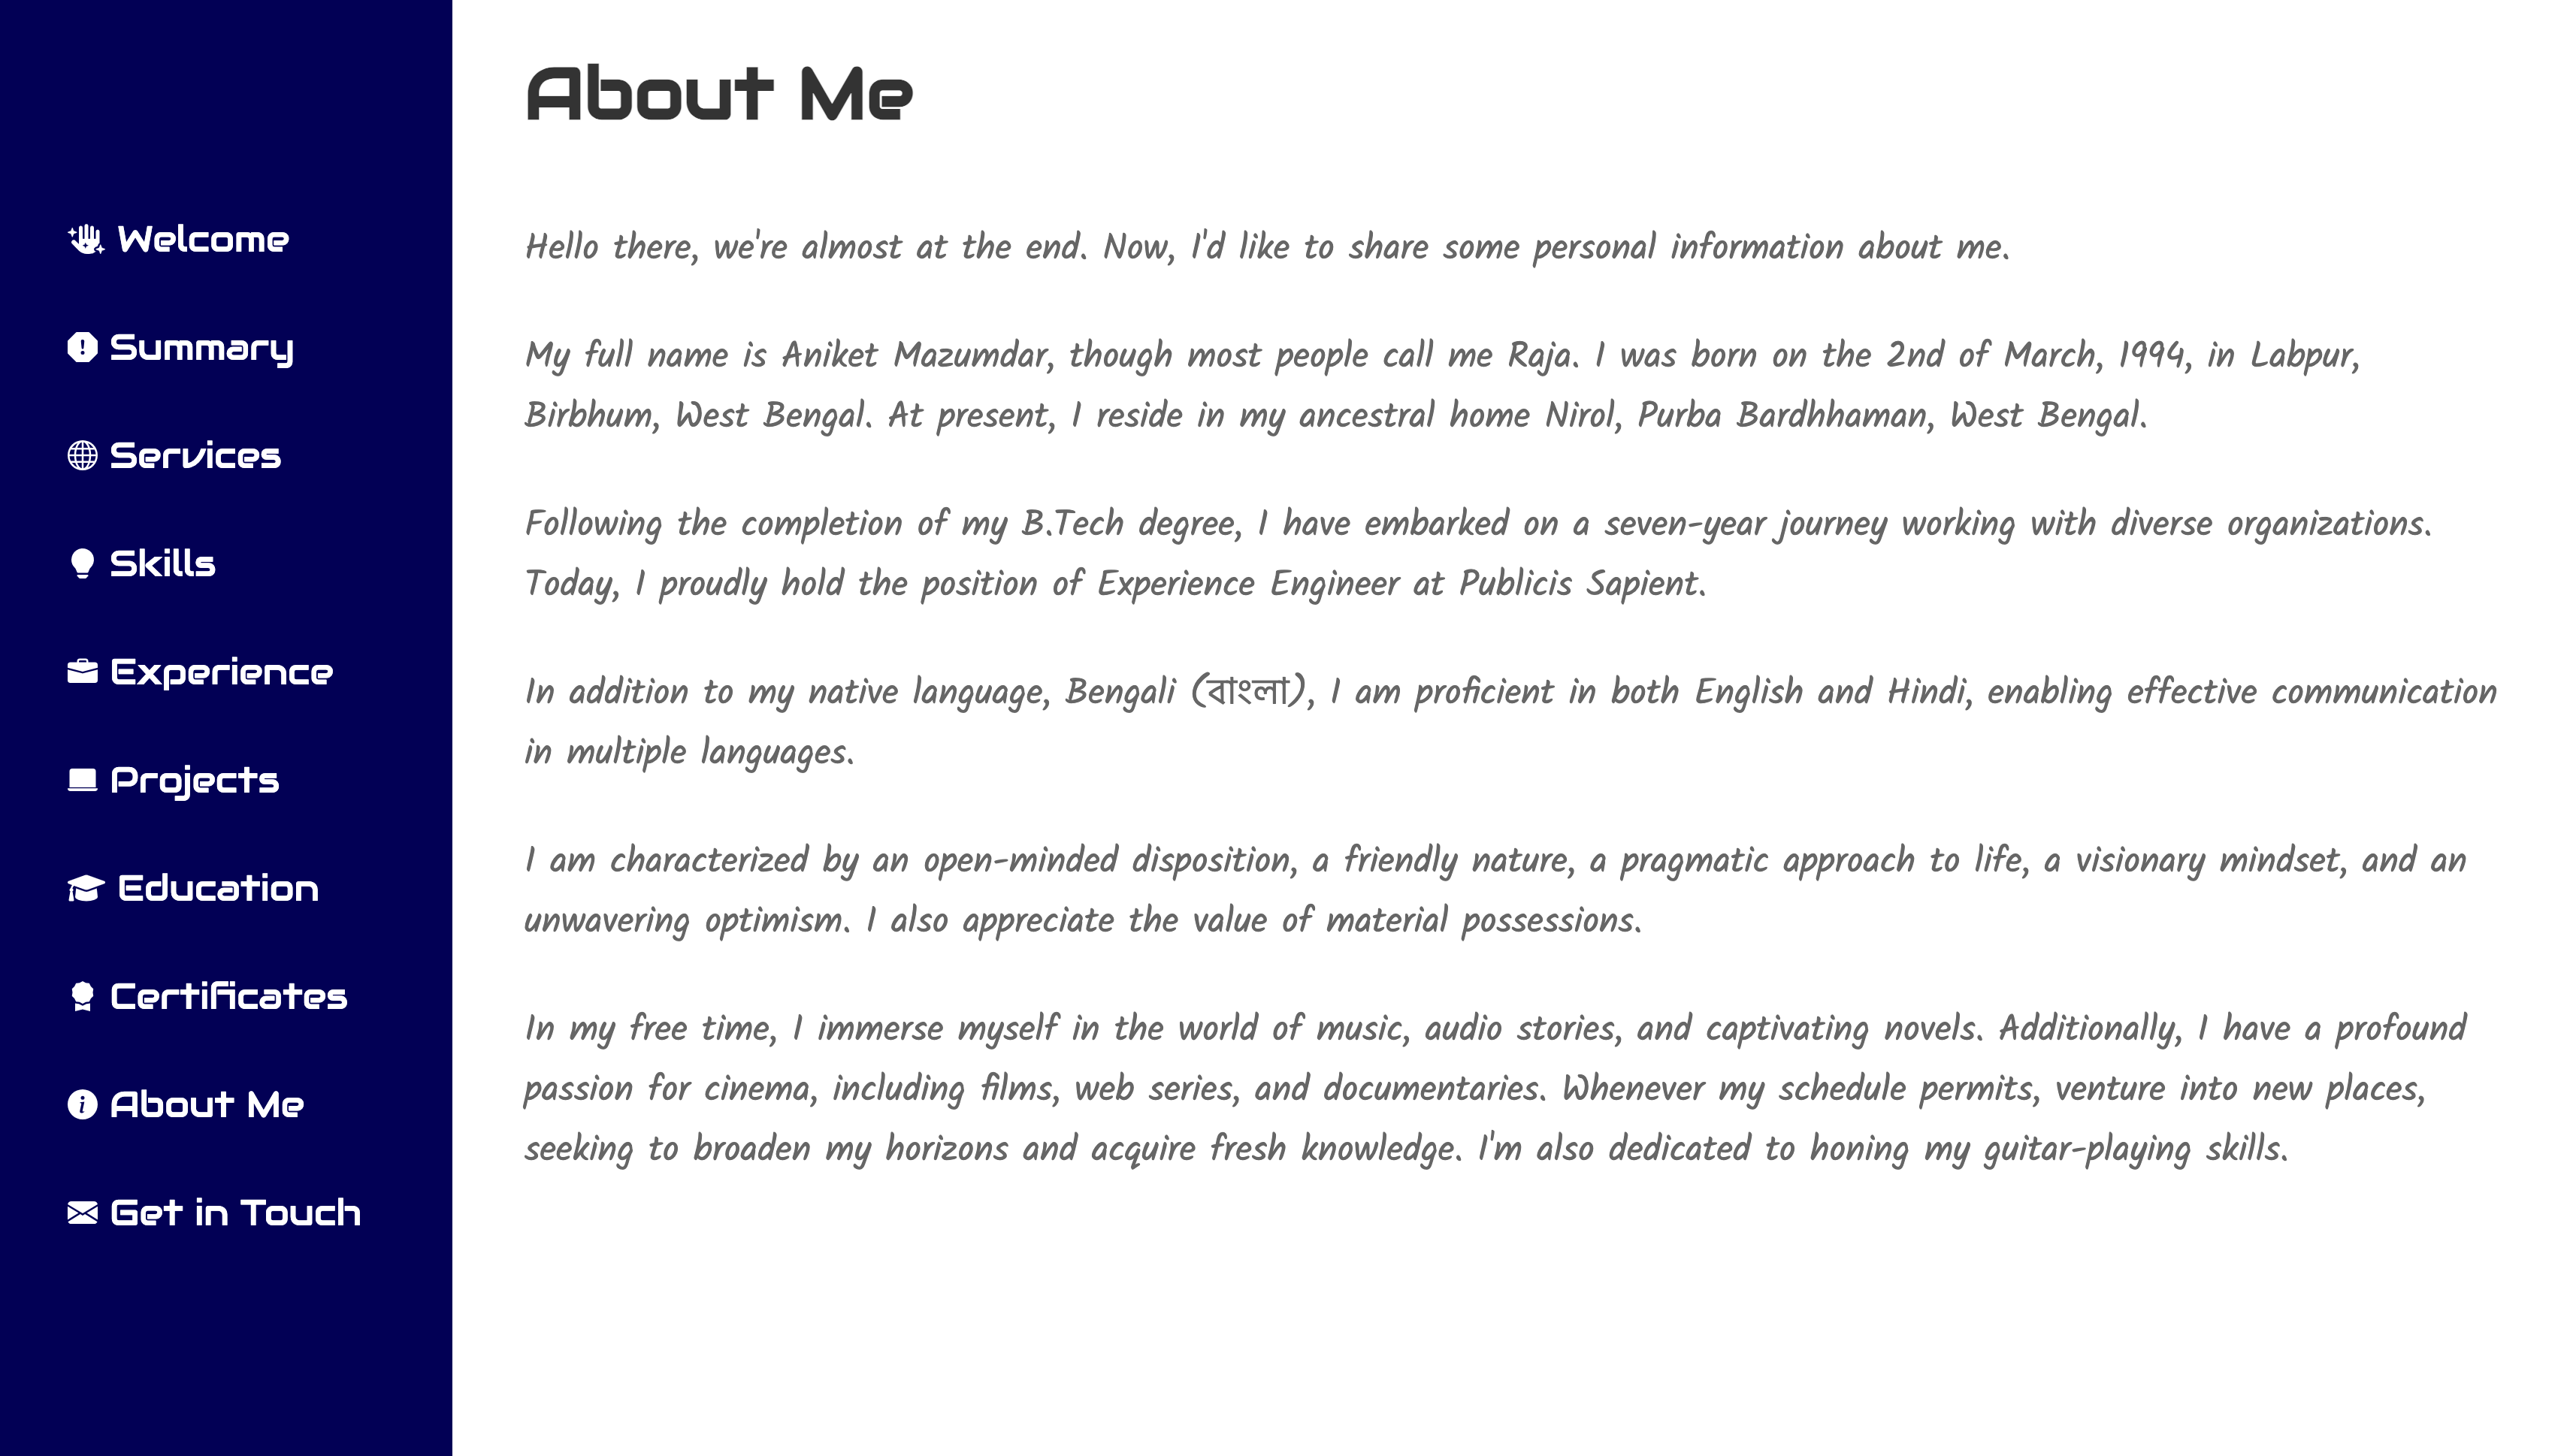 Welcome
Summary
Services
Skills
Experience
Projects
Education
Certificates
About Me
Get in Touch
About Me
Hello there, we're almost at the end. Now, I'd like to share some personal information about me.
My full name is Aniket Mazumdar, though most people call me Raja. I was born on the 2nd of March, 1994, in Labpur,
Birbhum, West Bengal. At present, I reside in my ancestral home Nirol, Purba Bardhhaman, West Bengal.
Following the completion of my B.Tech degree, I have embarked on a seven-year journey working with diverse organizations.
Today, I proudly hold the position of Experience Engineer at Publicis Sapient.
In addition to my native language, Bengali (বাংলা), I am proficient in both English and Hindi, enabling effective communication
in multiple languages.
I am characterized by an open-minded disposition, a friendly nature, a pragmatic approach to life, a visionary mindset, and an
unwavering optimism. I also appreciate the value of material possessions.
In my free time, I immerse myself in the world of music, audio stories, and captivating novels. Additionally, I have a profound
passion for cinema, including films, web series, and documentaries. Whenever my schedule permits, venture into new places,
seeking to broaden my horizons and acquire fresh knowledge. I'm also dedicated to honing my guitar-playing skills.